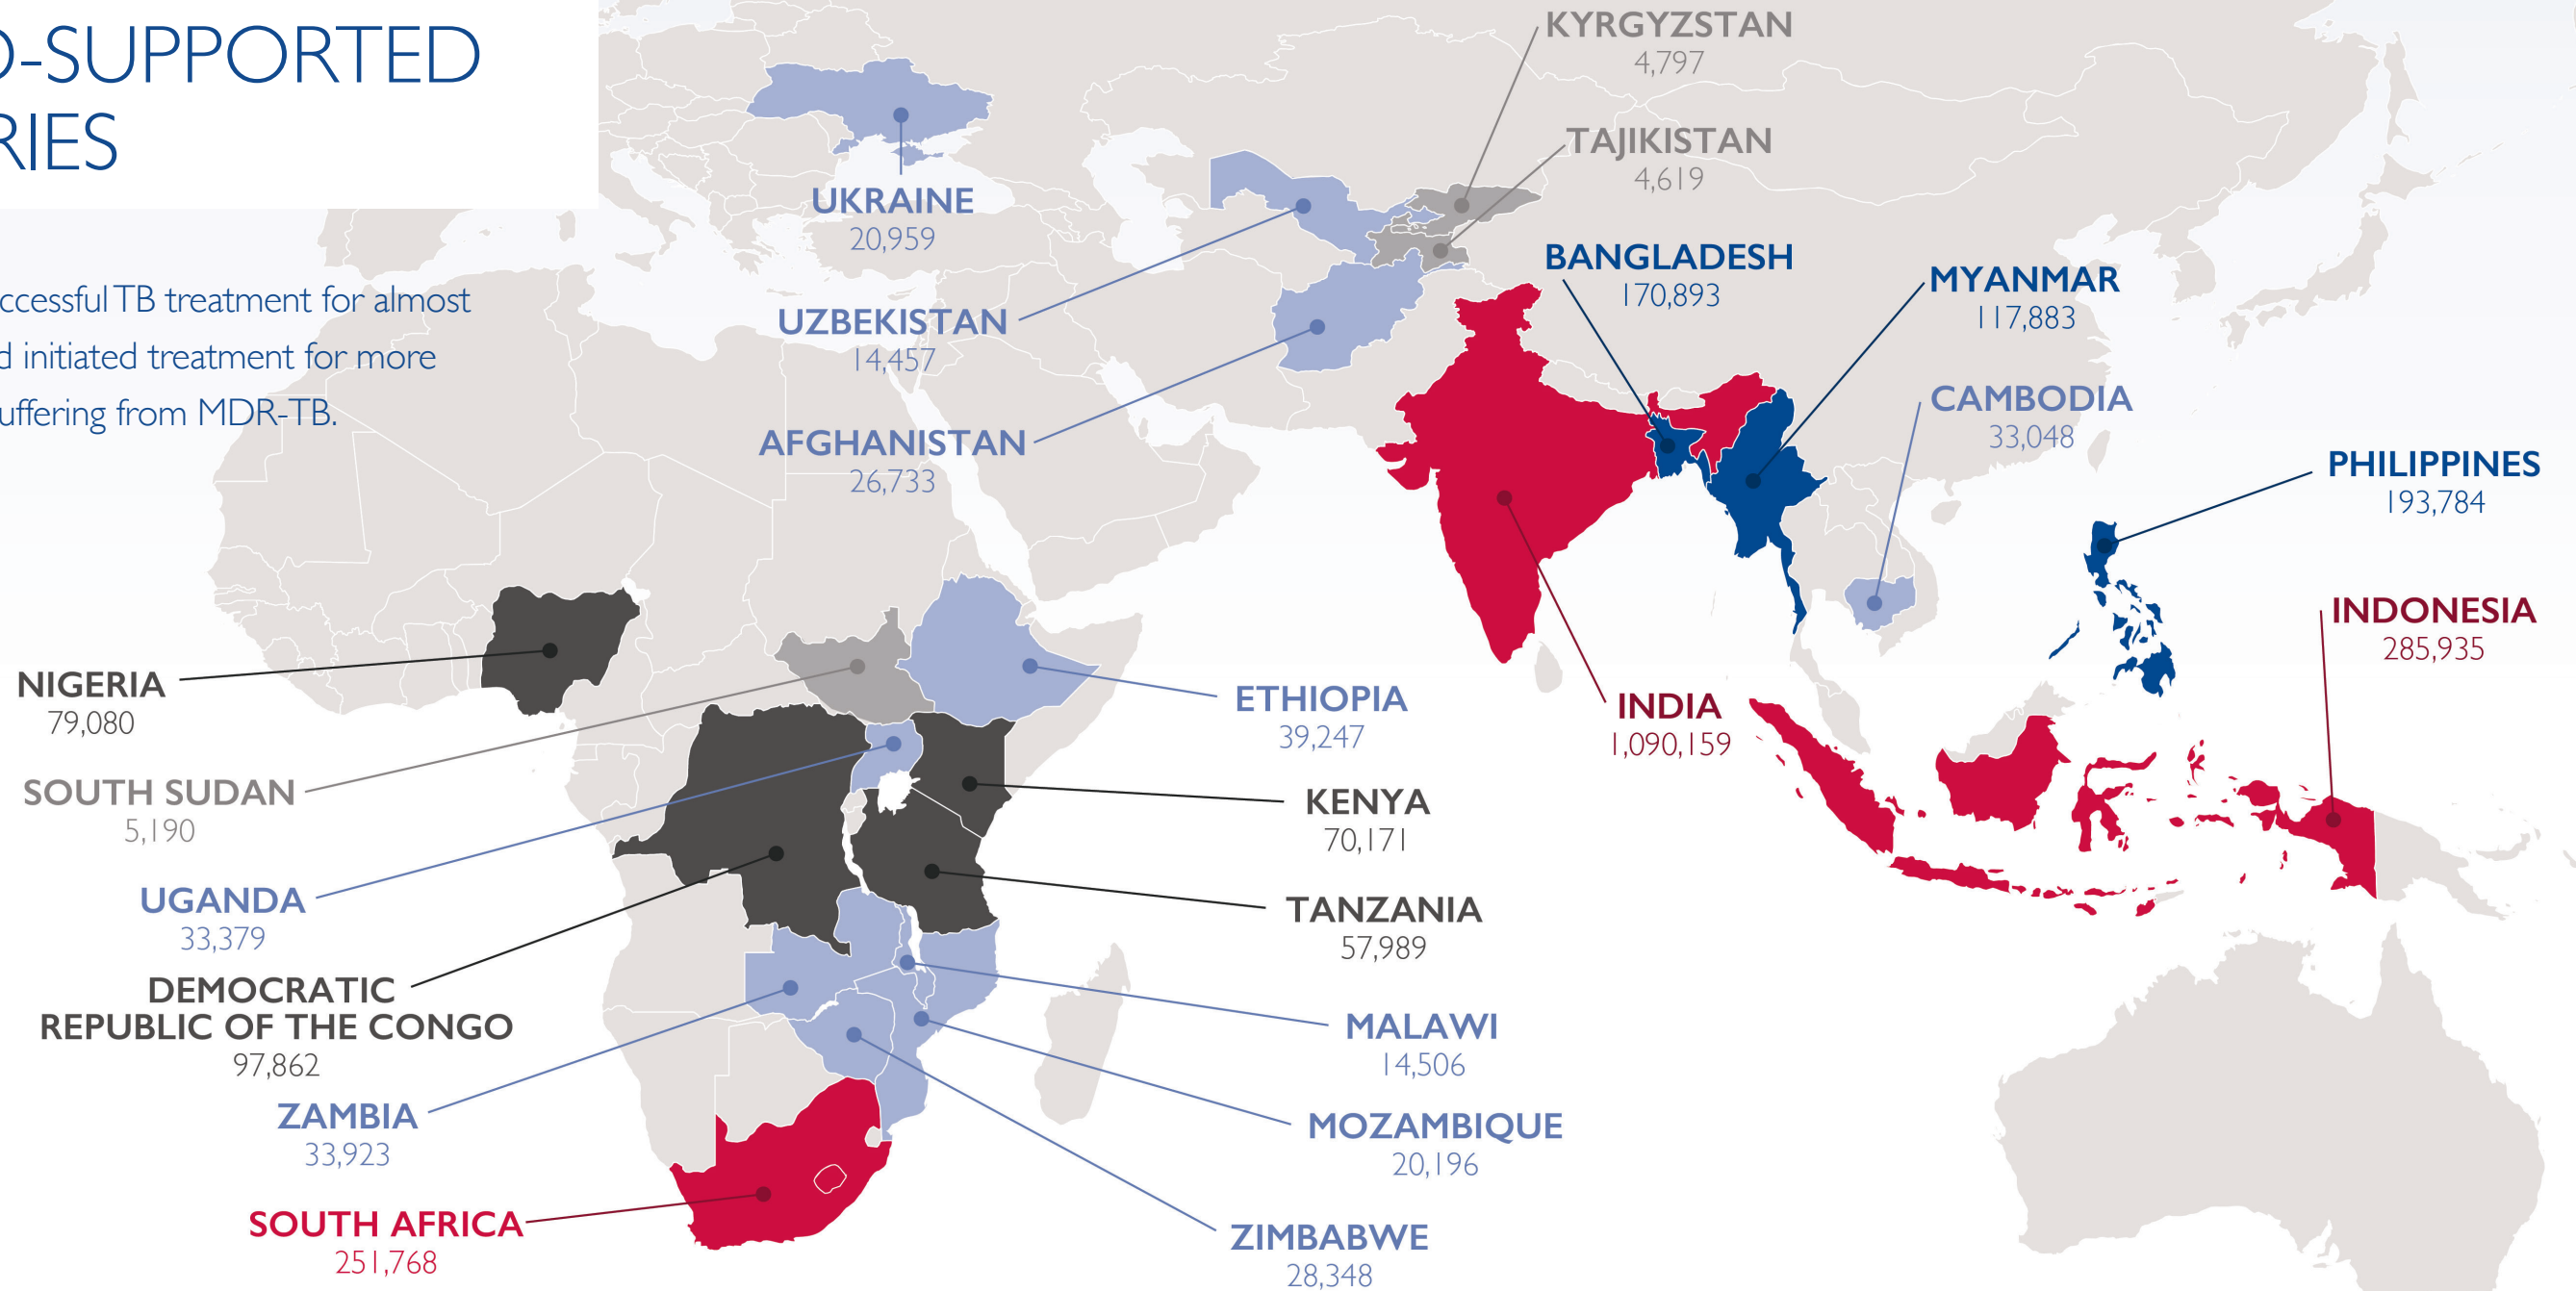 -SUPPORTED
RIES
ccessful TB treatment for almost
d initiated treatment for more
uffering from MDR-TB.
KYRGYZSTAN
4,797
TAJIKISTAN
4,619
UKRAINE
20,959
BANGLADESH
170,893
MYANMAR
117,883
UZBEKISTAN
14,457
CAMBODIA
33,048
AFGHANISTAN
26,733
PHILIPPINES
193,784
INDONESIA
285,935
NIGERIA
79,080
ETHIOPIA
39,247
INDIA
1,090,159
SOUTH SUDAN
5,190
KENYA
70,171
UGANDA
33,379
TANZANIA
57,989
DEMOCRATIC
REPUBLIC OF THE CONGO
97,862
MALAWI
14,506
ZAMBIA
33,923
MOZAMBIQUE
20,196
SOUTH AFRICA
251,768
ZIMBABWE
28,348